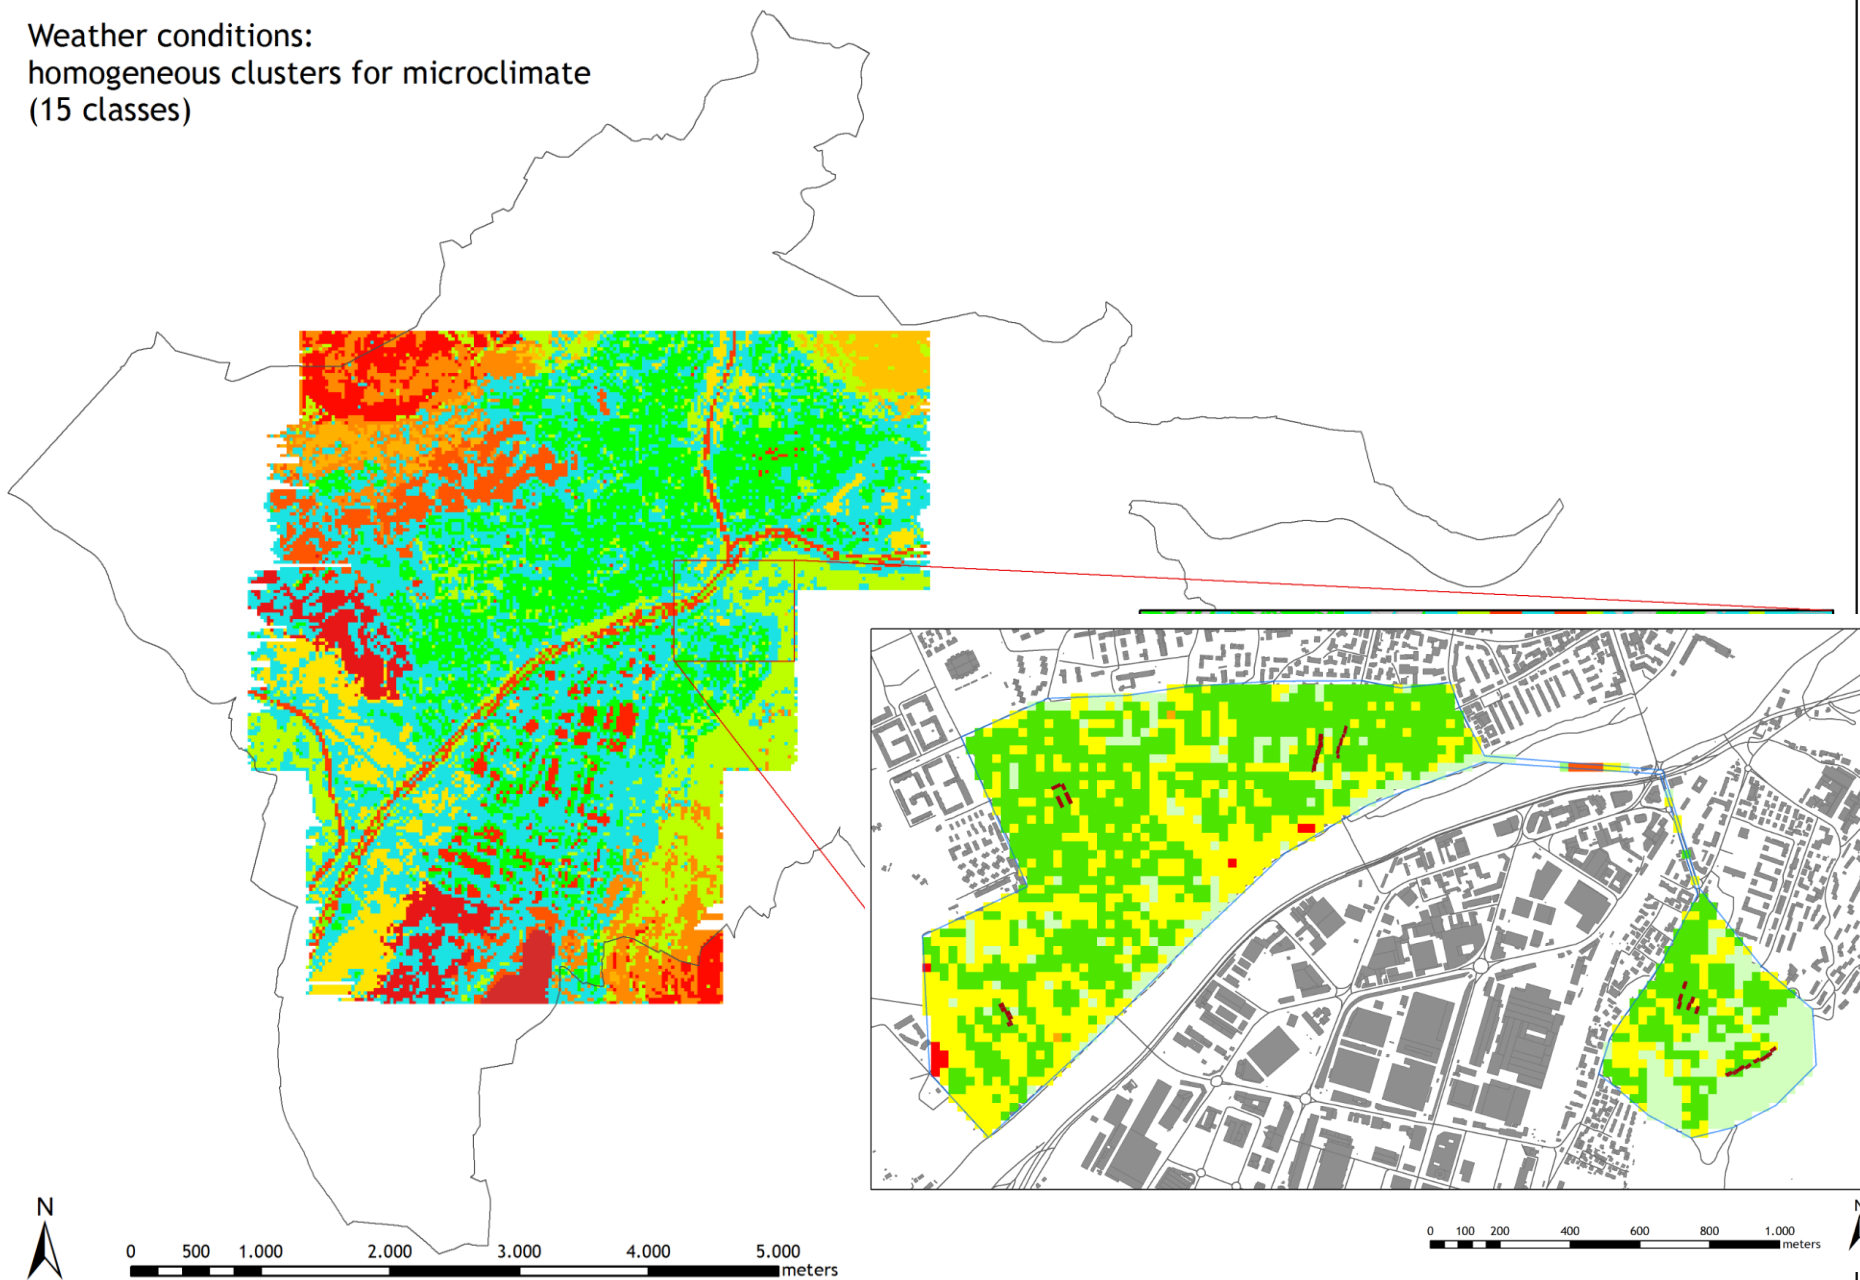 Weather conditions:
homogeneous clusters for microclimate
(15 classes)
N
0 500 1.000 2.000 3.000 4.000 5.000
meters
0 100 200 400 600 800 1.000
meters
N